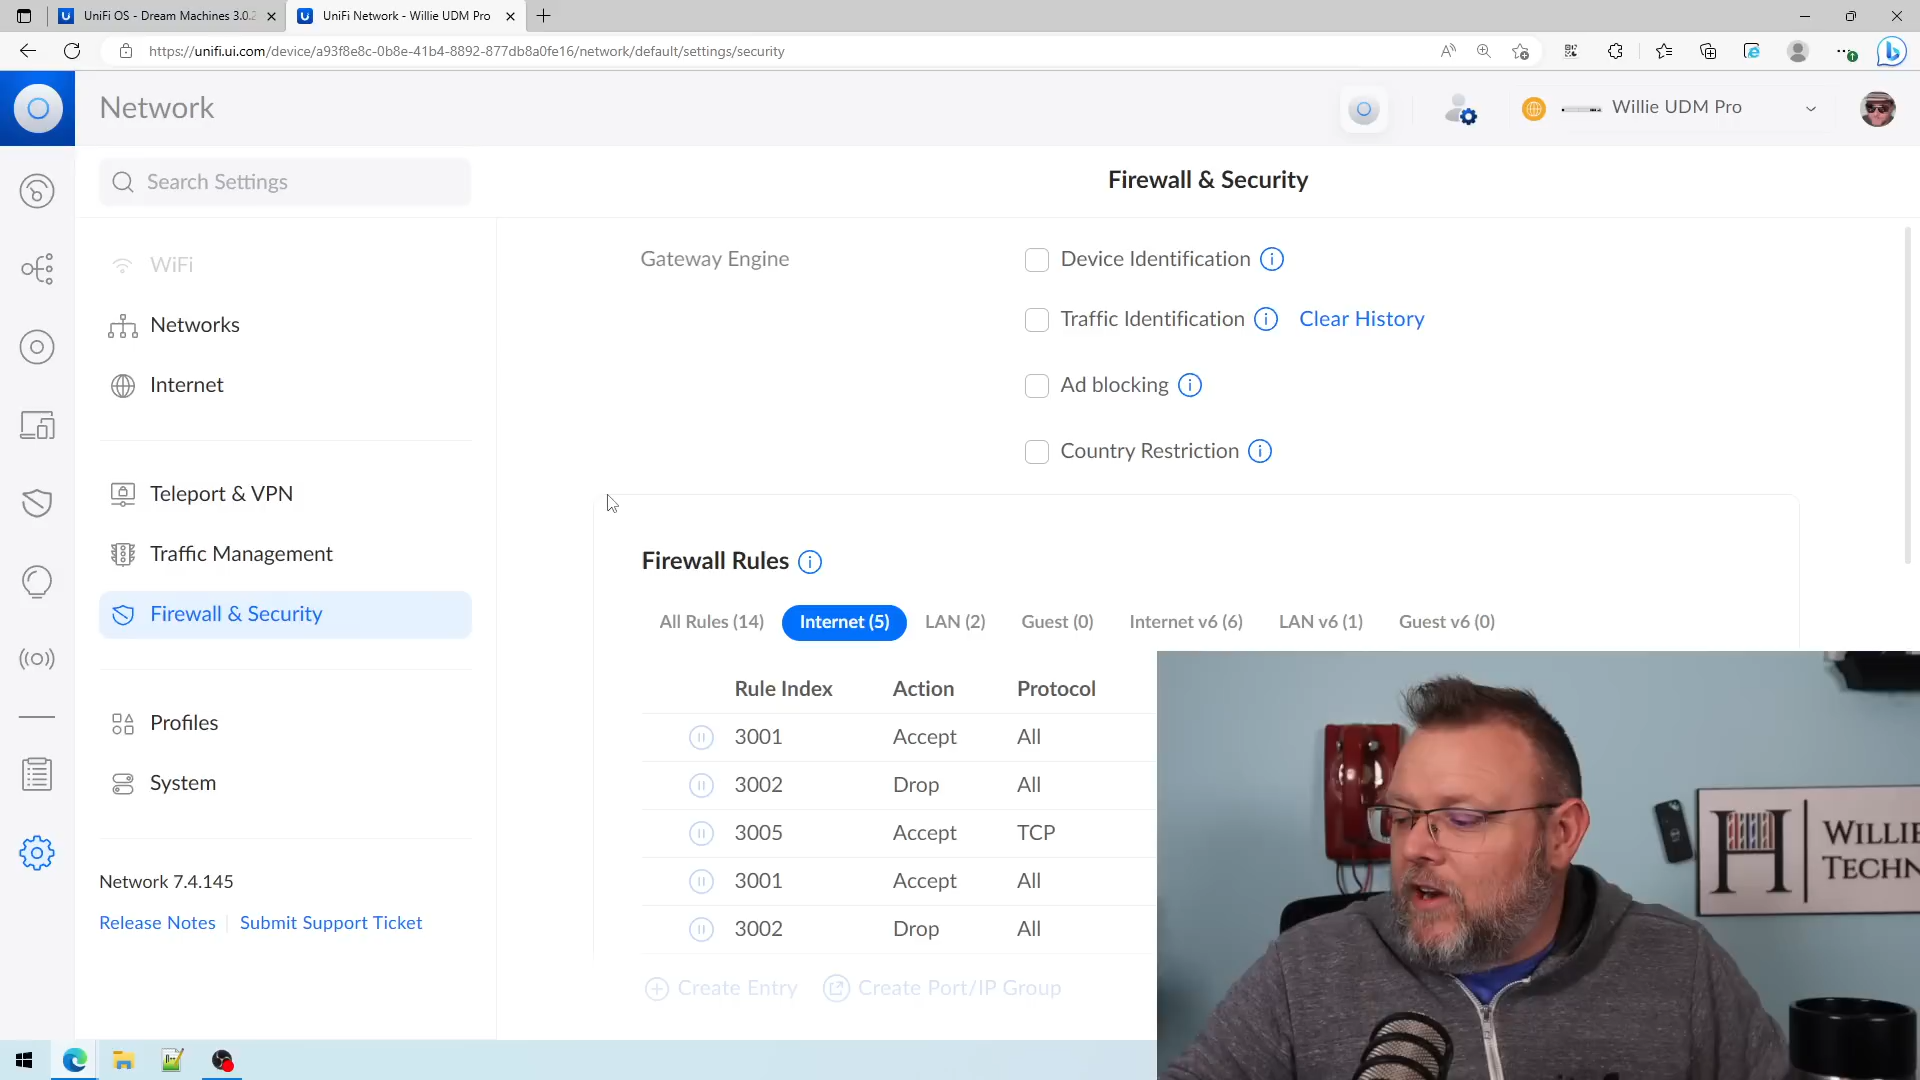 UniFi OS - Dream Machines 3.0.2
UniFi Network - Willie UDM Pro
https://unifi.ui.com/device/a93f8e8c-0b8e-41b4-8892-877db8a0fe16/network/default/settings/security
Network
Willie UDM Pro
Search Settings
Firewall & Security
WiFi
Networks
Internet
Teleport & VPN
Traffic Management
Firewall & Security
Profiles
System
Network 7.4.145
Release Notes
Submit Support Ticket
Gateway Engine
Device Identification
Traffic Identification
Clear History
Ad blocking
Country Restriction
Firewall Rules
All Rules (14)
Internet (5)
LAN (2)
Guest (0)
Internet v6 (6)
LAN v6 (1)
Guest v6 (0)
Rule Index Action Protocol
3001 Accept All
3002 Drop All
3005 Accept TCP
3001 Accept All
3002 Drop All
Create Entry
Create Port/IP Group
H
WILLIE
TECHN